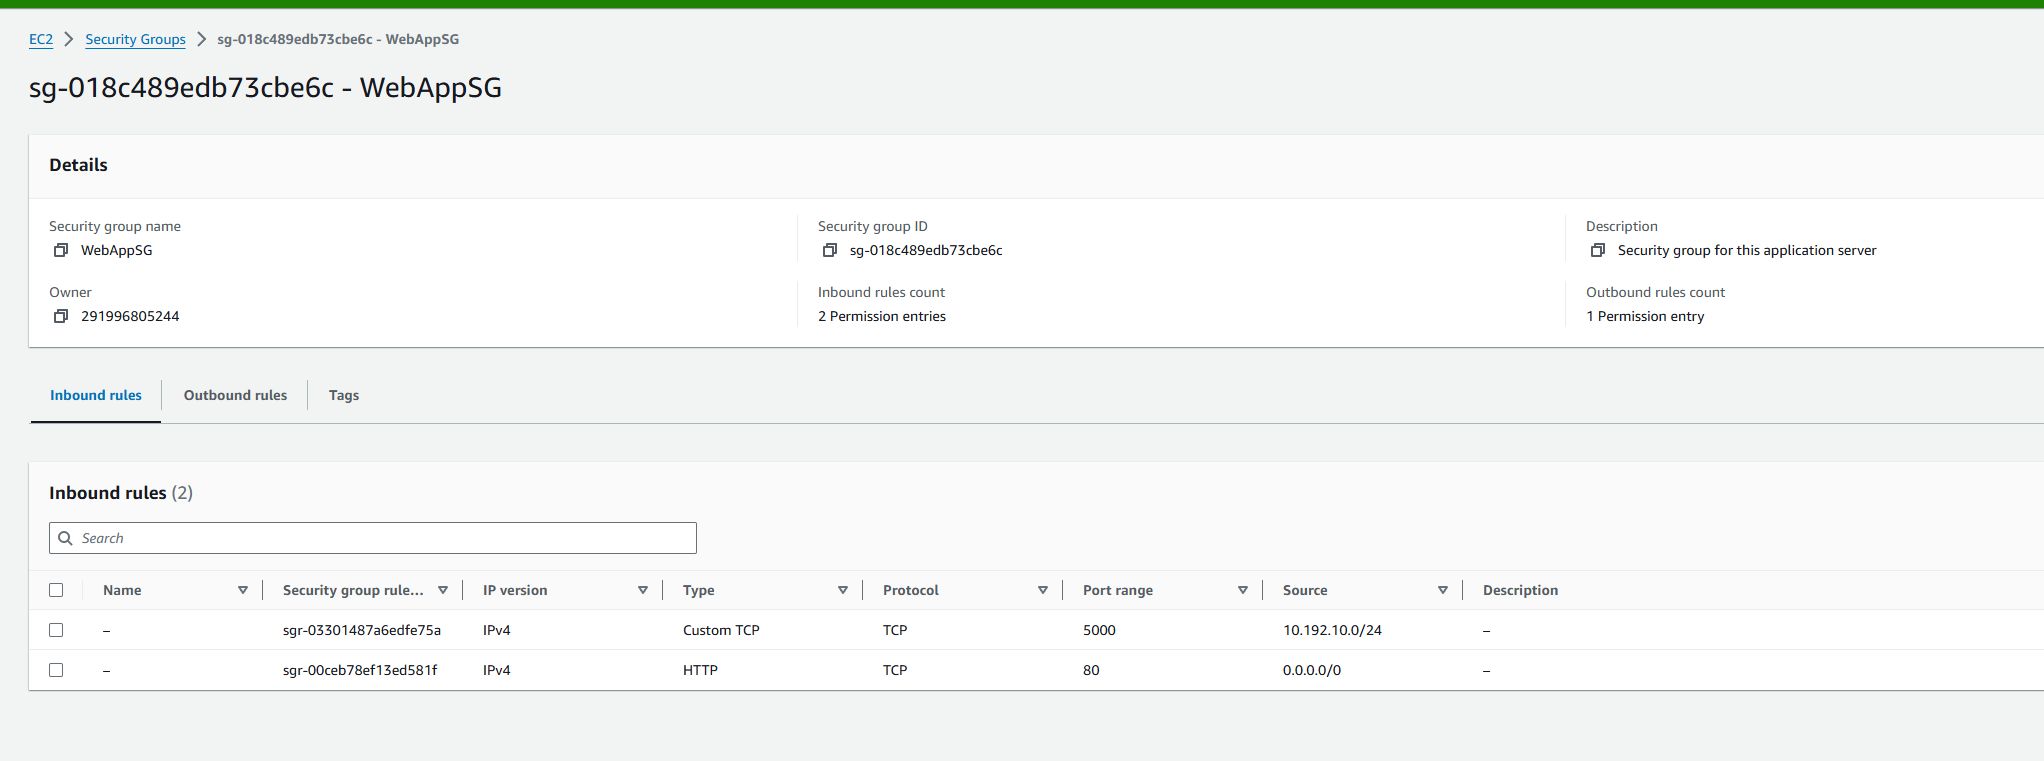 EC2 > Security Groups > sg-018c489edb73cbe6c - WebAppSG
sg-018c489edb73cbe6c - WebAppSG
Details
Security group name Security group ID Description
WebAppSG sg-018c489edb73cbe6c Security group for this application server
Owner Inbound rules count Outbound rules count
291996805244 2 Permission entries 1 Permission entry
Inbound rules Outbound rules Tags
Inbound rules (2)
Search
Name Security group rule... IP version Type Protocol Port range Source Description
– sgr-03301487a6edfe75a IPv4 Custom TCP TCP 5000 10.192.10.0/24 –
– sgr-00ceb78ef13ed581f IPv4 HTTP TCP 80 0.0.0.0/0 –